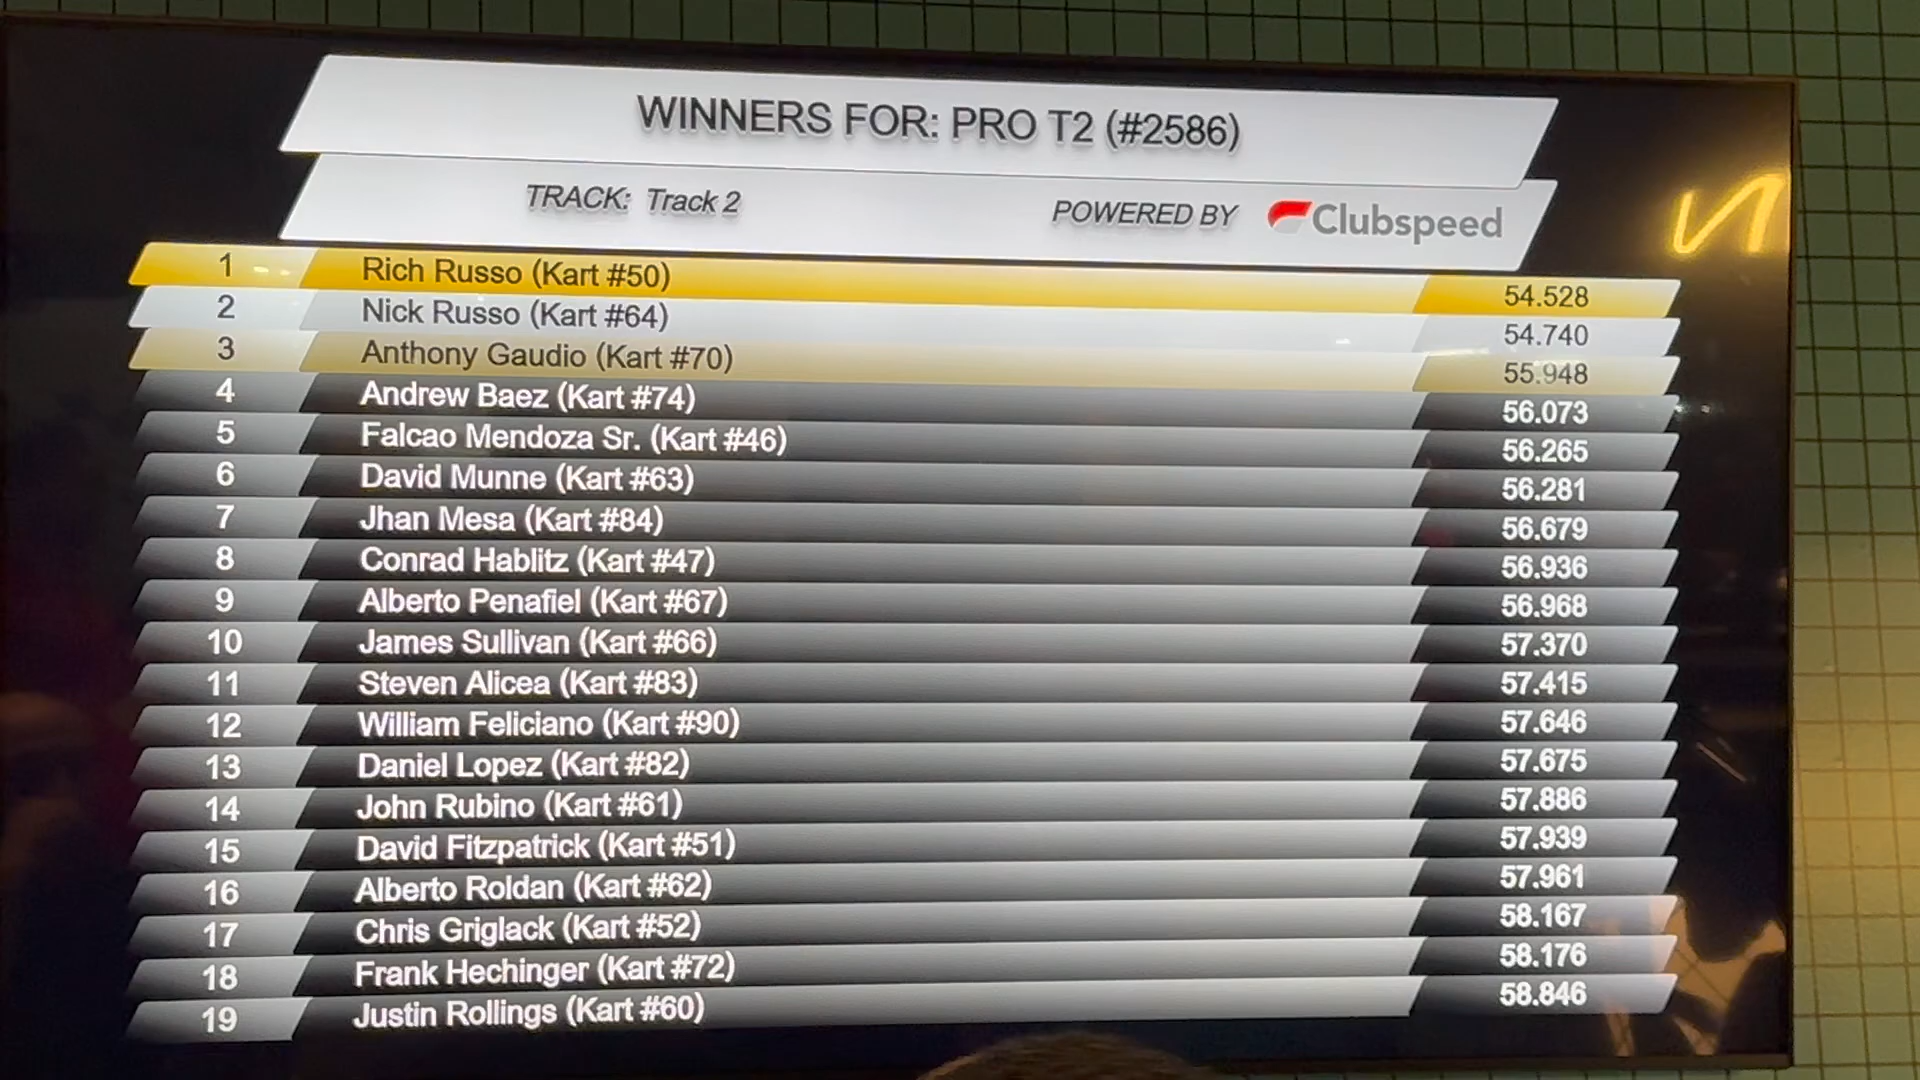 WINNERS FOR: PRO T2 (#2586)
TRACK: Track 2 POWERED BY Clubspeed
1 Rich Russo (Kart #50) 54.528
2 Nick Russo (Kart #64) 54.740
3 Anthony Gaudio (Kart #70) 55.948
4 Andrew Baez (Kart #74) 56.073
5 Falcao Mendoza Sr. (Kart #46) 56.265
6 David Munne (Kart #63) 56.281
7 Jhan Mesa (Kart #84) 56.679
8 Conrad Hablitz (Kart #47) 56.936
9 Alberto Penafiel (Kart #67) 56.968
10 James Sullivan (Kart #66) 57.370
11 Steven Alicea (Kart #83) 57.415
12 William Feliciano (Kart #90) 57.646
13 Daniel Lopez (Kart #82) 57.675
14 John Rubino (Kart #61) 57.886
15 David Fitzpatrick (Kart #51) 57.939
16 Alberto Roldan (Kart #62) 57.961
17 Chris Griglack (Kart #52) 58.167
18 Frank Hechinger (Kart #72) 58.176
19 Justin Rollings (Kart #60) 58.846